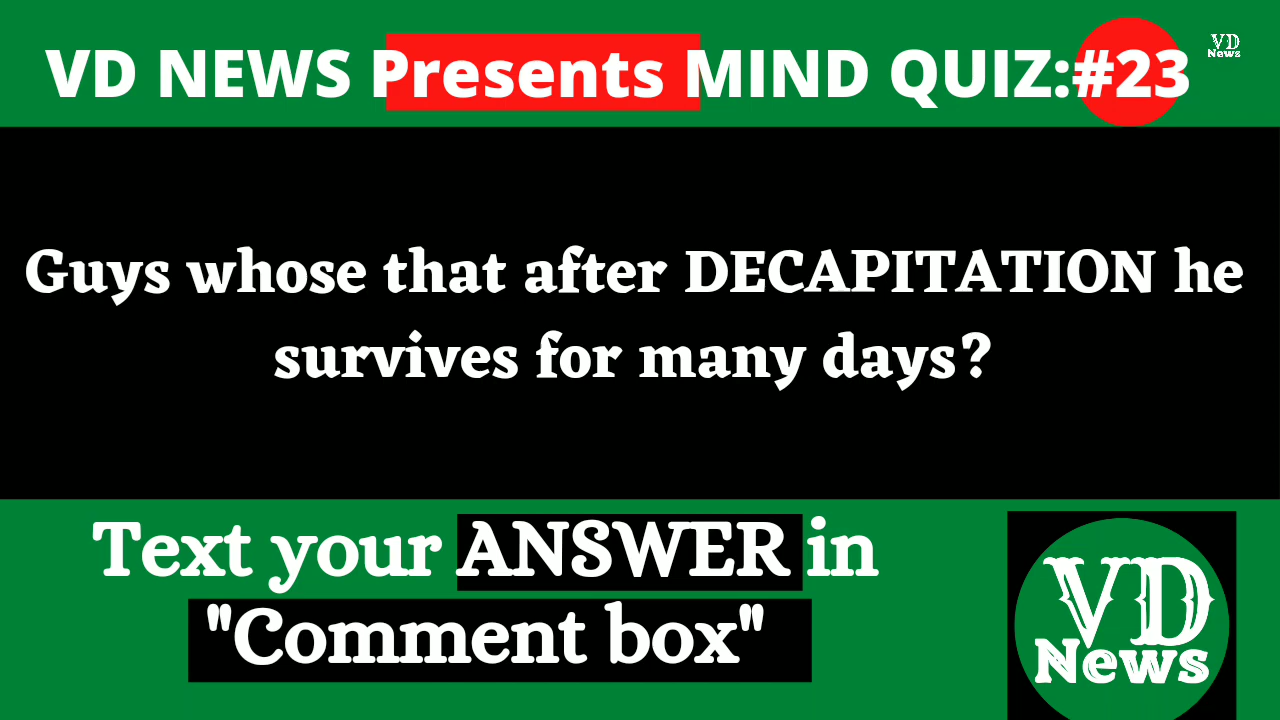 VD NEWS Presents MIND QUIZ:#23
VD
News
Guys whose that after DECAPITATION he
survives for many days?
Text your ANSWER in
"Comment box"
VD
News